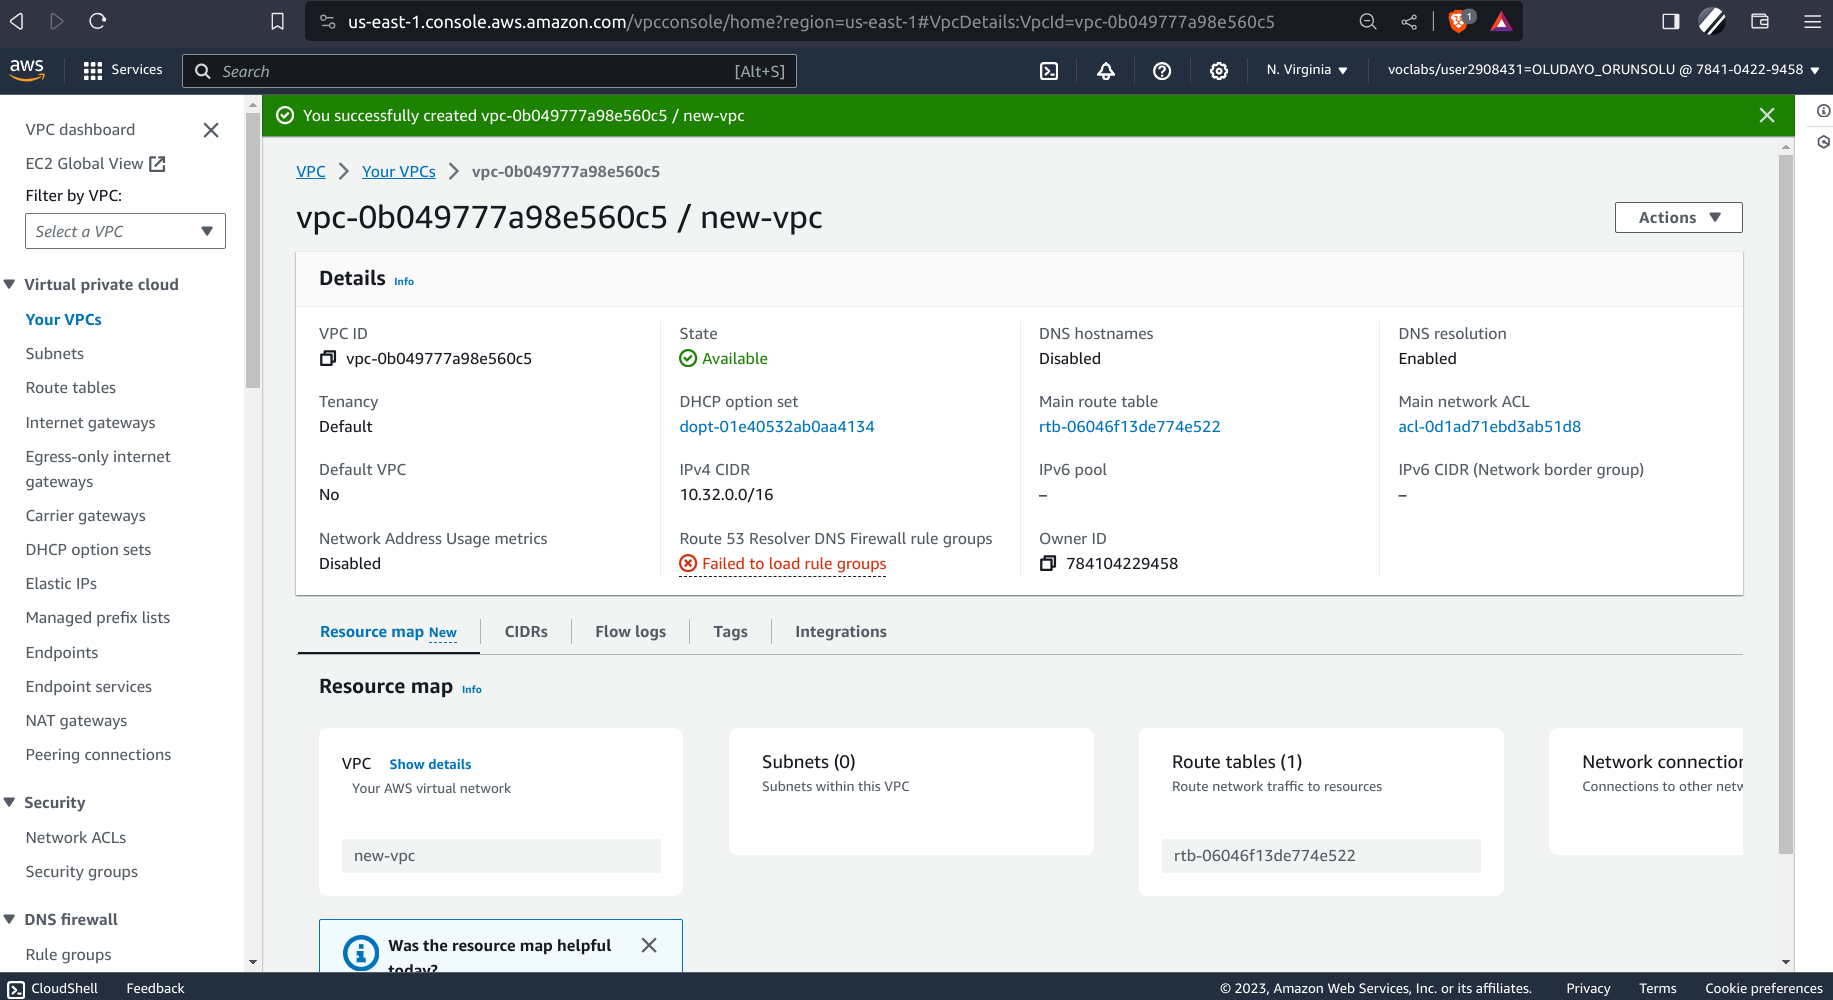 us-east-1.console.aws.amazon.com/vpcconsole/home?region=us-east-1#VpcDetails:VpcId=vpc-0b049777a98e560c5
1
aws
Services
Search
[Alt+S]
N. Virginia
voclabs/user2908431=OLUDAYO_ORUNSOLU @ 7841-0422-9458
VPC dashboard
EC2 Global View
Filter by VPC:
Select a VPC
Virtual private cloud
Your VPCs
Subnets
Route tables
Internet gateways
Egress-only internet
gateways
Carrier gateways
DHCP option sets
Elastic IPs
Managed prefix lists
Endpoints
Endpoint services
NAT gateways
Peering connections
Security
Network ACLs
Security groups
DNS firewall
Rule groups
You successfully created vpc-0b049777a98e560c5 / new-vpc
VPC
Your VPCs
vpc-0b049777a98e560c5
vpc-0b049777a98e560c5 / new-vpc
Actions
Details Info
VPC ID
vpc-0b049777a98e560c5
State
Available
DNS hostnames
Disabled
DNS resolution
Enabled
Tenancy
Default
DHCP option set
dopt-01e40532ab0aa4134
Main route table
rtb-06046f13de774e522
Main network ACL
acl-0d1ad71ebd3ab51d8
Default VPC
No
IPv4 CIDR
10.32.0.0/16
IPv6 pool
–
IPv6 CIDR (Network border group)
–
Network Address Usage metrics
Disabled
Route 53 Resolver DNS Firewall rule groups
Failed to load rule groups
Owner ID
784104229458
Resource map New
CIDRs
Flow logs
Tags
Integrations
Resource map Info
VPC Show details
Your AWS virtual network
new-vpc
Subnets (0)
Subnets within this VPC
Route tables (1)
Route network traffic to resources
rtb-06046f13de774e522
Network connection
Connections to other netw
Was the resource map helpful
today?
CloudShell
Feedback
© 2023, Amazon Web Services, Inc. or its affiliates.
Privacy
Terms
Cookie preferences